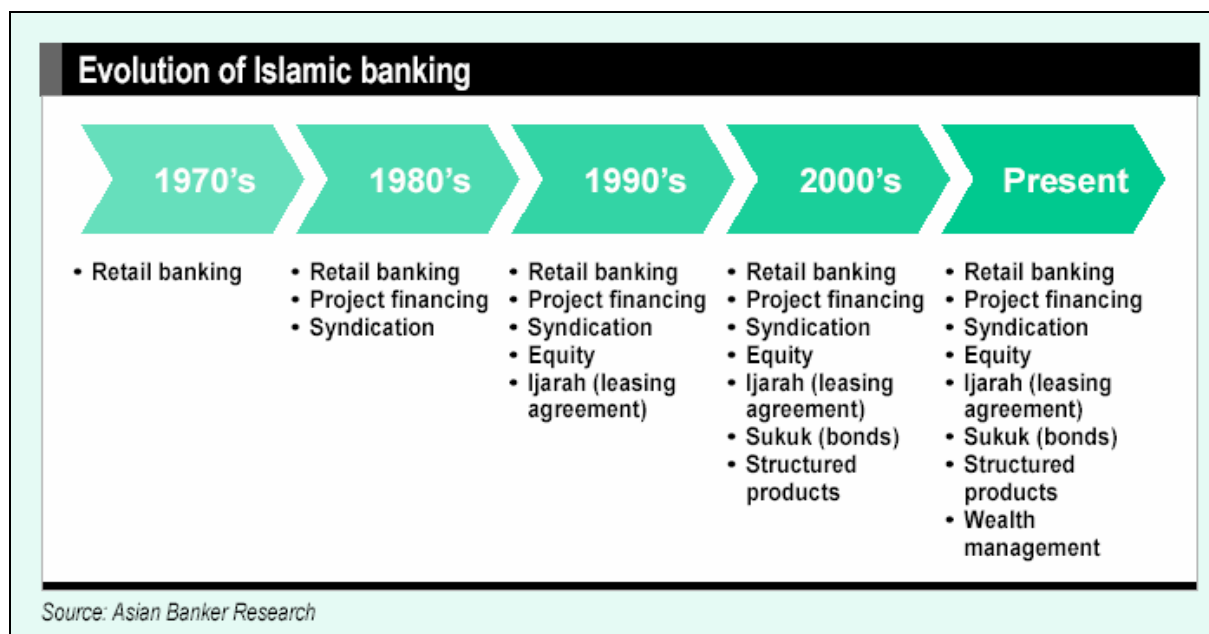 Evolution of Islamic banking
1970's
1980's
1990's
2000's
Present
• Retail banking
• Retail banking
• Project financing
• Syndication
• Retail banking
• Project financing
• Syndication
• Equity
• Ijarah (leasing
agreement)
• Retail banking
• Project financing
• Syndication
• Equity
• Ijarah (leasing
agreement)
• Sukuk (bonds)
• Structured
products
• Retail banking
• Project financing
• Syndication
• Equity
• Ijarah (leasing
agreement)
• Sukuk (bonds)
• Structured
products
• Wealth
management
Source: Asian Banker Research